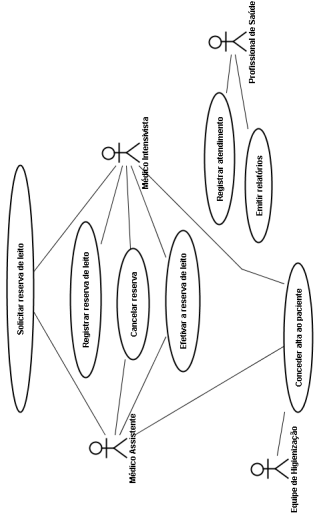 Solicitar reserva de leito
Registrar reserva de leito
Cancelar reserva
Efetivar a reserva de leito
Conceder alta ao paciente
Médico Assistente
Médico Intensivista
Equipe de Higienização
Registrar atendimento
Emitir relatórios
Profissional de Saúde